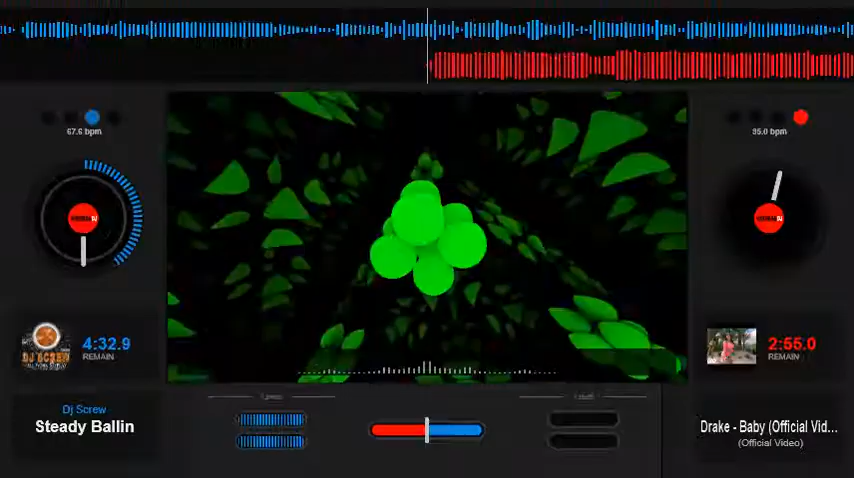 67.6 bpm
95.0 bpm
DJ SCREW
4:32.9
REMAIN
2:55.0
REMAIN
Dj Screw
Steady Ballin
Drake - Baby (Official Vid...
(Official Video)